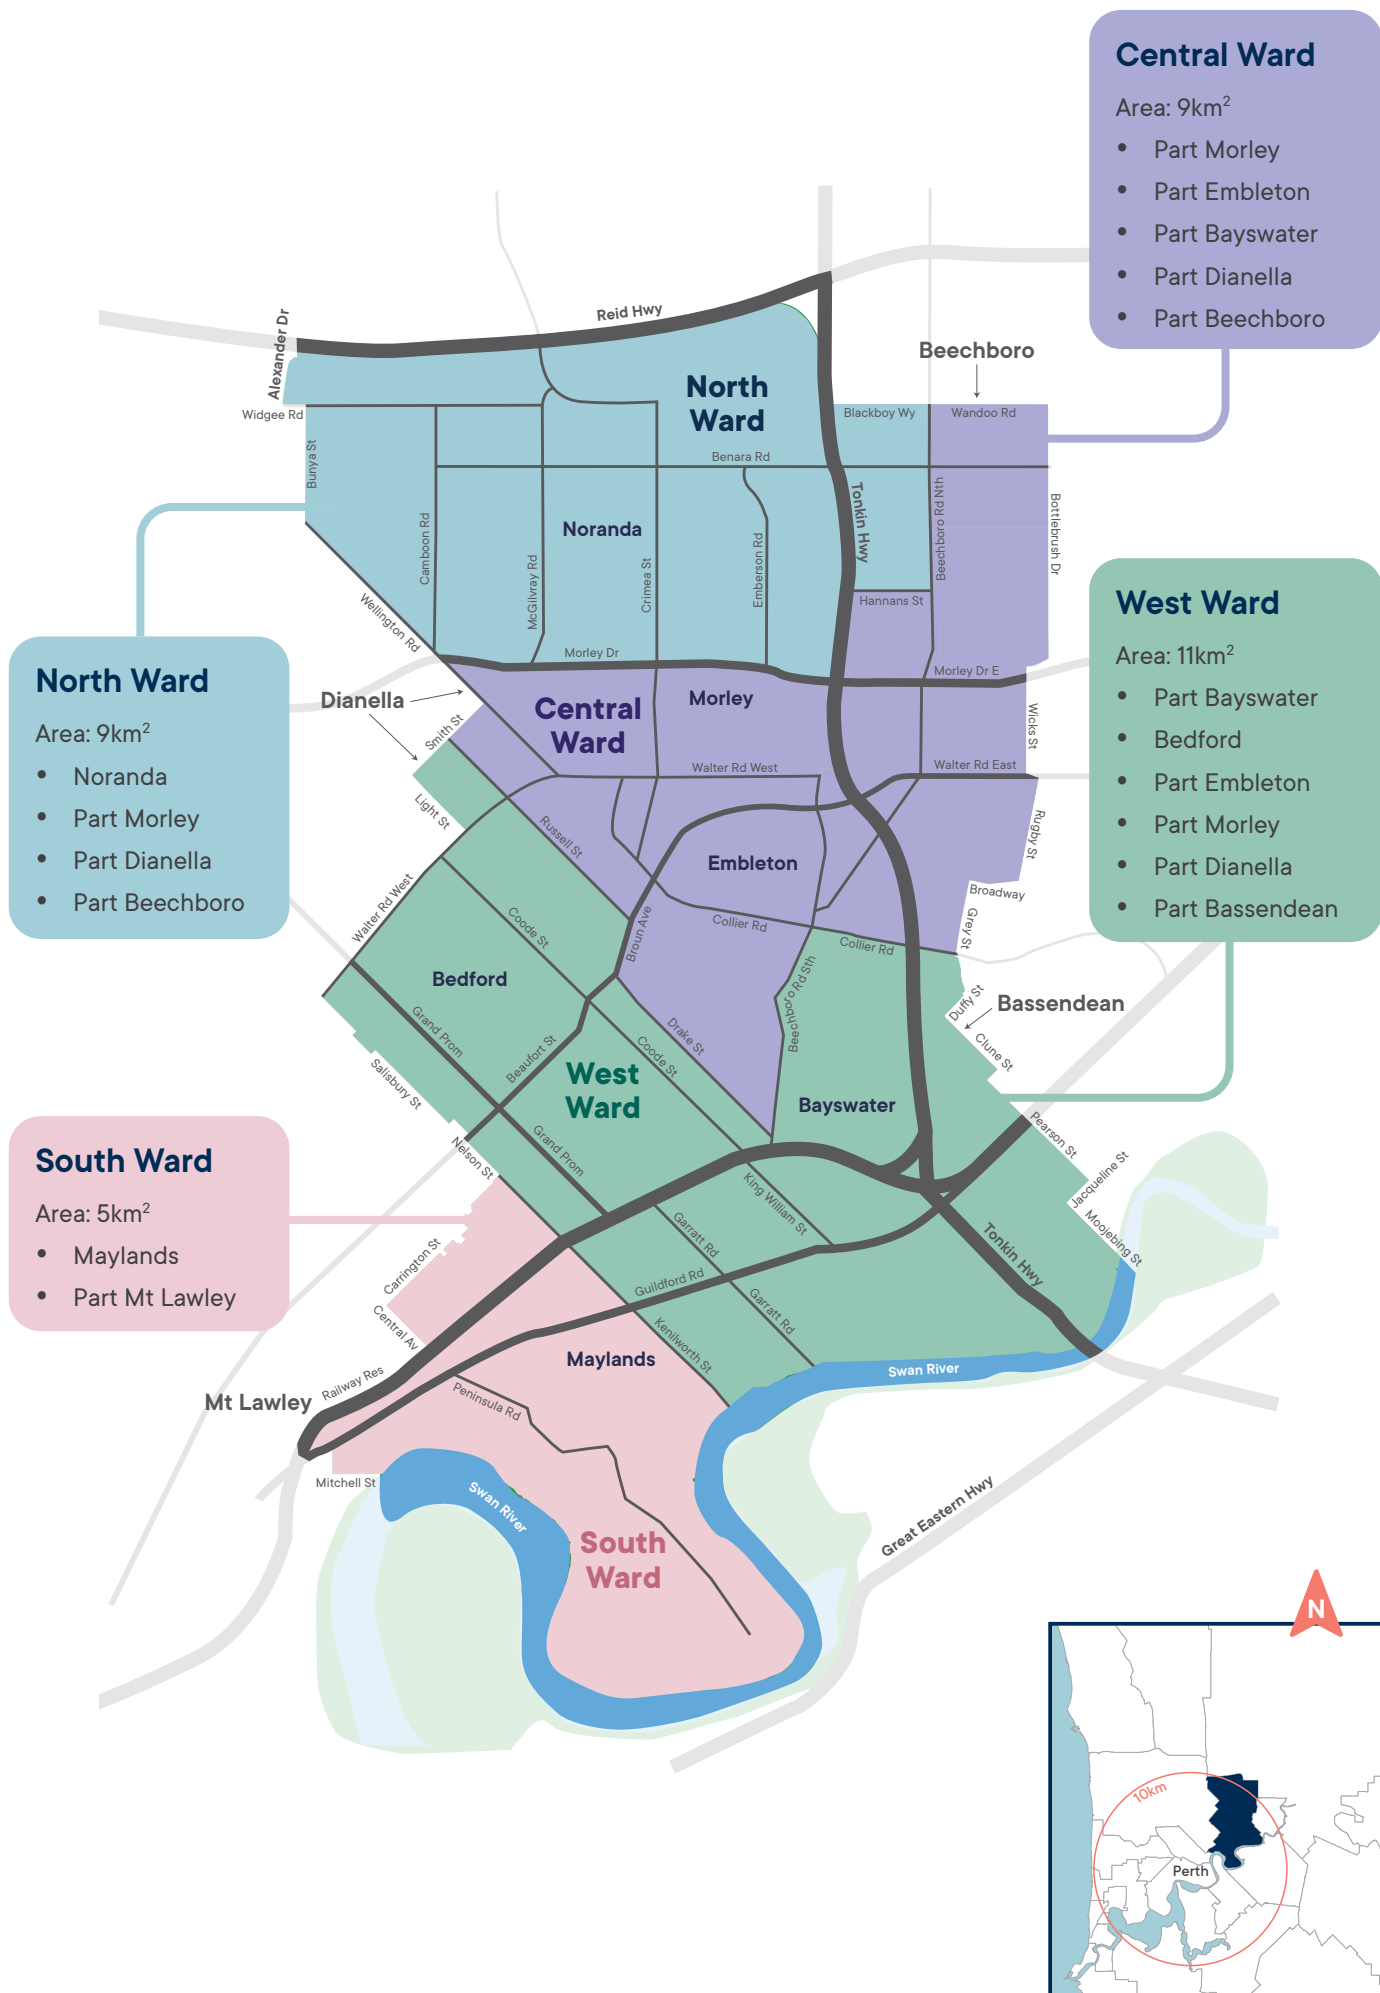 Central Ward
Area: 9km²
• Part Morley
• Part Embleton
• Part Bayswater
• Part Dianella
• Part Beechboro
Alexander Dr
Reid Hwy
Beechboro
North
Ward
Widgee Rd
Blackboy Wy
Wandoo Rd
Bunya St
Benara Rd
Noranda
Camboon Rd
McGilvray Rd
Crimea St
Emberson Rd
Tonkin Hwy
Beechboro Rd Nth
Bottlebrush Dr
Hannans St
Wellington Rd
Morley Dr
Morley Dr E
West Ward
Area: 11km²
• Part Bayswater
• Bedford
• Part Embleton
• Part Morley
• Part Dianella
• Part Bassendean
North Ward
Area: 9km²
• Noranda
• Part Morley
• Part Dianella
• Part Beechboro
Dianella
Smith St
Central
Ward
Morley
Wicks St
Walter Rd West
Walter Rd East
Light St
Russell St
Rugby St
Embleton
Broadway
Walter Rd West
Coode St
Broun Ave
Collier Rd
Collier Rd
Grey St
Bedford
Beechboro Rd Sth
Duffy St
Bassendean
Grand Prom
Beaufort St
Coode St
Drake St
Clune St
Salisbury St
West
Ward
Bayswater
Nelson St
Grand Prom
Pearson St
South Ward
Area: 5km²
• Maylands
• Part Mt Lawley
King William St
Jacqueline St
Moojebing St
Carrington St
Garratt Rd
Tonkin Hwy
Guildford Rd
Garratt Rd
Central Av
Kenilworth St
Maylands
Swan River
Railway Res
Mt Lawley
Peninsula Rd
Mitchell St
Swan River
Great Eastern Hwy
South
Ward
N
10km
Perth